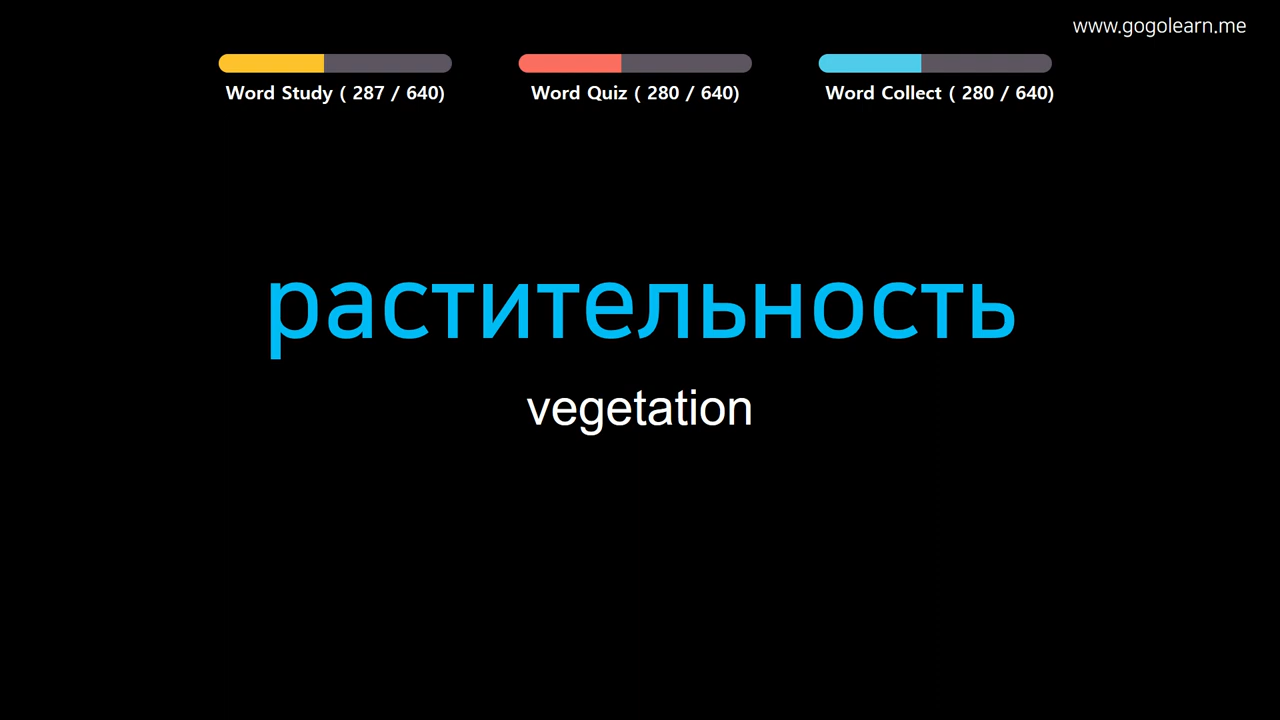 www.gogolearn.me
Word Study ( 287 / 640)
Word Quiz ( 280 / 640)
Word Collect ( 280 / 640)
растительность
vegetation